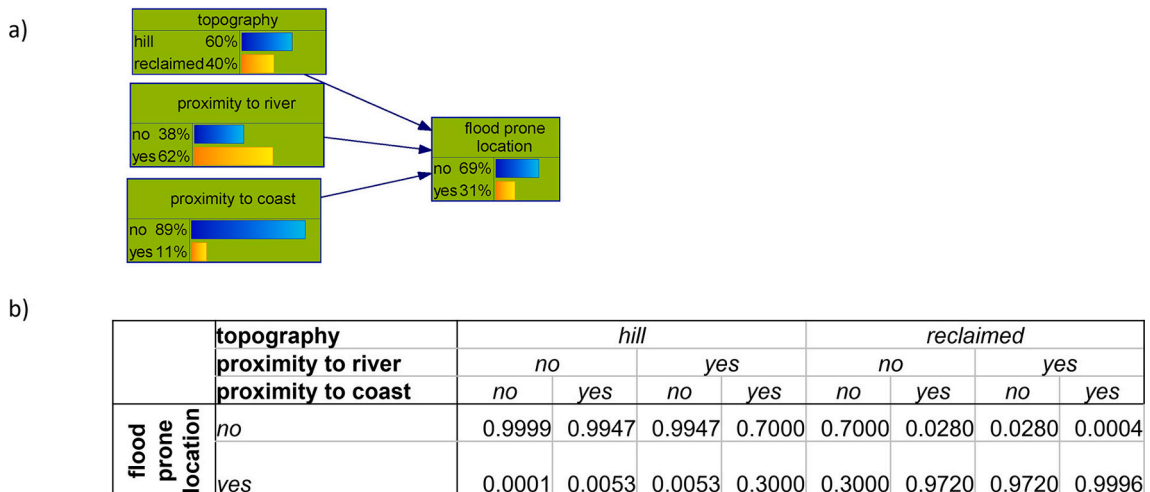 a)
topography
hill 60%
reclaimed 40%
proximity to river
no 38%
yes 62%
proximity to coast
no 89%
yes 11%
flood prone
location
no 69%
yes 31%
b)
topography hill reclaimed
proximity to river no yes no yes
proximity to coast no yes no yes no yes no yes
flood
prone
location
no 0.9999 0.9947 0.9947 0.7000 0.7000 0.0280 0.0280 0.0004
yes 0.0001 0.0053 0.0053 0.3000 0.3000 0.9720 0.9720 0.9996